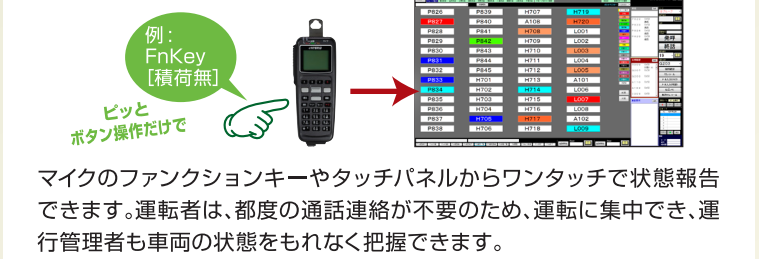 例：
FnKey
[積荷無]
ピッと
ボタン操作だけで
P826 P839 H707 H719
P827 P840 A108 H720
P828 P841 H708 L001
P829 P842 H709 L002
P830 P843 H710 L003
P831 P844 H711 L004
P832 P845 H712 L005
P833 H701 H713 A101
P834 H702 H714 L006
P835 H703 H715 L007
P836 H704 H716 L008
P837 H705 H717 A102
P838 H706 H718 L009
マイクのファンクションキーやタッチパネルからワンタッチで状態報告
できます。運転者は、都度の通話連絡が不要のため、運転に集中でき、運
行管理者も車両の状態をもれなく把握できます。